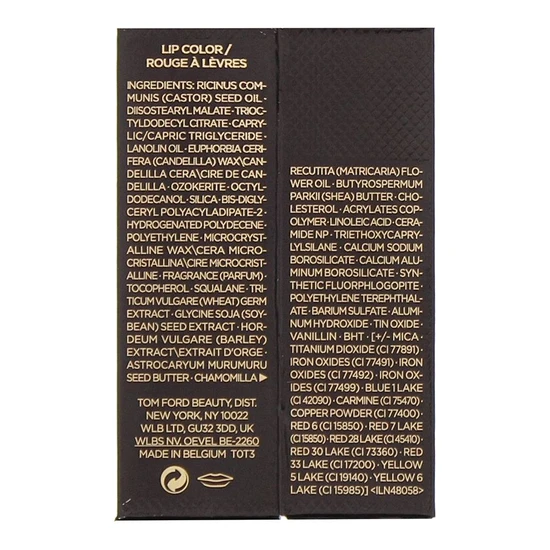 LIP COLOR /
ROUGE À LÈVRES
INGREDIENTS: RICINUS COM-
MUNIS (CASTOR) SEED OIL •
DIISOSTEARYL MALATE • TRIOC-
TYLDODECYL CITRATE • CAPRY-
LIC/CAPRIC TRIGLYCERIDE •
LANOLIN OIL • EUPHORBIA CERI-
FERA (CANDELILLA) WAX\CAN-
DELILLA CERA\CIRE DE CAN-
DELILLA • OZOKERITE • OCTYL-
DODECANOL • SILICA • BIS-DIGLY-
CERYL POLYACYLADIPATE-2 •
HYDROGENATED POLYDECENE •
POLYETHYLENE • MICROCRYST-
ALLINE WAX\CERA MICRO-
CRISTALLINA\CIRE MICROCRIST-
ALLINE • FRAGRANCE (PARFUM) •
TOCOPHEROL • SQUALANE • TRI-
TICUM VULGARE (WHEAT) GERM
EXTRACT • GLYCINE SOJA (SOY-
BEAN) SEED EXTRACT • HOR-
DEUM VULGARE (BARLEY)
EXTRACT\EXTRAIT D'ORGE •
ASTROCARYUM MURUMURU
SEED BUTTER • CHAMOMILLA ▶
TOM FORD BEAUTY, DIST.
NEW YORK, NY 10022
WLB LTD, GU32 3DD, UK
WLBS NV. OEVEL BE-2260
MADE IN BELGIUM T0T3
RECUTITA (MATRICARIA) FLO-
WER OIL • BUTYROSPERMUM
PARKII (SHEA) BUTTER • CHO-
LESTEROL • ACRYLATES COP-
OLYMER • LINOLEIC ACID • CERA-
MIDE NP • TRIETHOXYCAPRY-
LYLSILANE • CALCIUM SODIUM
BOROSILICATE • CALCIUM ALU-
MINUM BOROSILICATE • SYN-
THETIC FLUORPHLOGOPITE •
POLYETHYLENE TEREPHTHAL-
ATE • BARIUM SULFATE • ALUMI-
NUM HYDROXIDE • TIN OXIDE •
VANILLIN • BHT • [+/- MICA •
TITANIUM DIOXIDE (CI 77891) •
IRON OXIDES (CI 77491) • IRON
OXIDES (CI 77492) • IRON OX-
IDES (CI 77499) • BLUE 1 LAKE
(CI 42090) • CARMINE (CI 75470) •
COPPER POWDER (CI 77400) •
RED 6 (CI 15850) • RED 7 LAKE
(CI 15850) • RED 28 LAKE (CI 45410) •
RED 30 LAKE (CI 73360) • RED
33 LAKE (CI 17200) • YELLOW
5 LAKE (CI 19140) • YELLOW 6
LAKE (CI 15985)] <ILN48058>